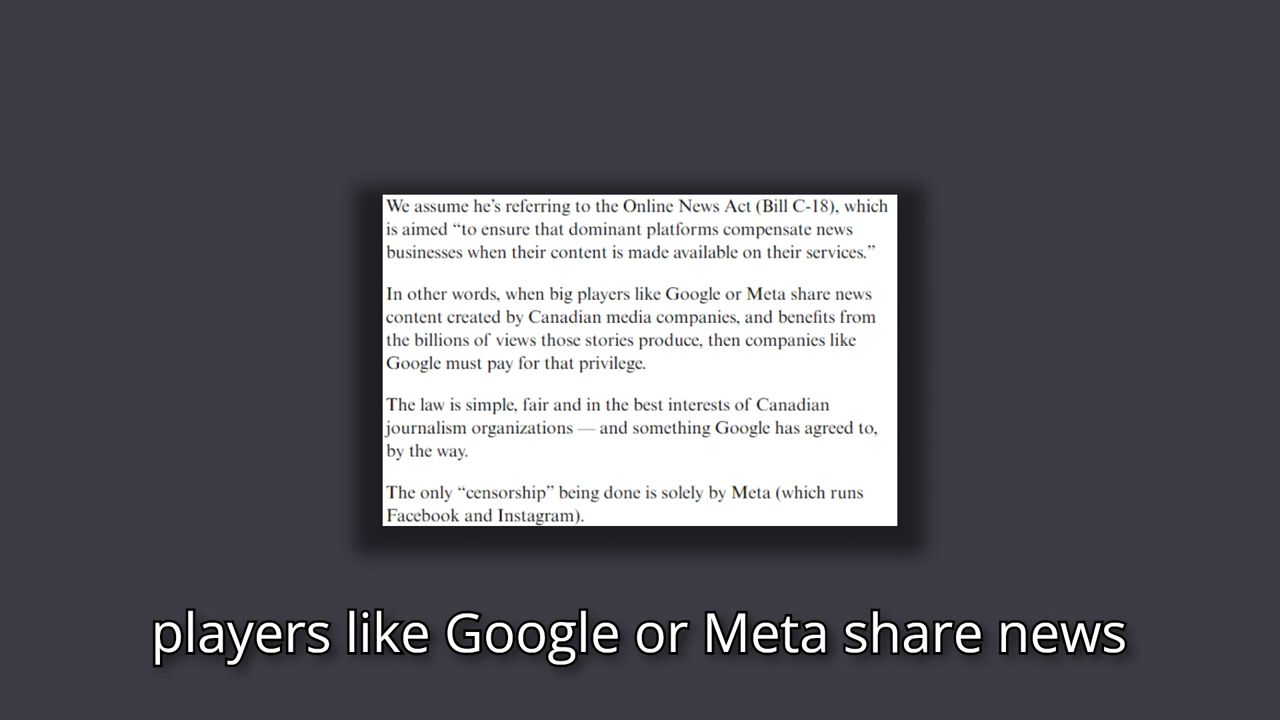 We assume he’s referring to the Online News Act (Bill C-18), which
is aimed “to ensure that dominant platforms compensate news
businesses when their content is made available on their services.”
In other words, when big players like Google or Meta share news
content created by Canadian media companies, and benefits from
the billions of views those stories produce, then companies like
Google must pay for that privilege.
The law is simple, fair and in the best interests of Canadian
journalism organizations — and something Google has agreed to,
by the way.
The only “censorship” being done is solely by Meta (which runs
Facebook and Instagram).
players like Google or Meta share news